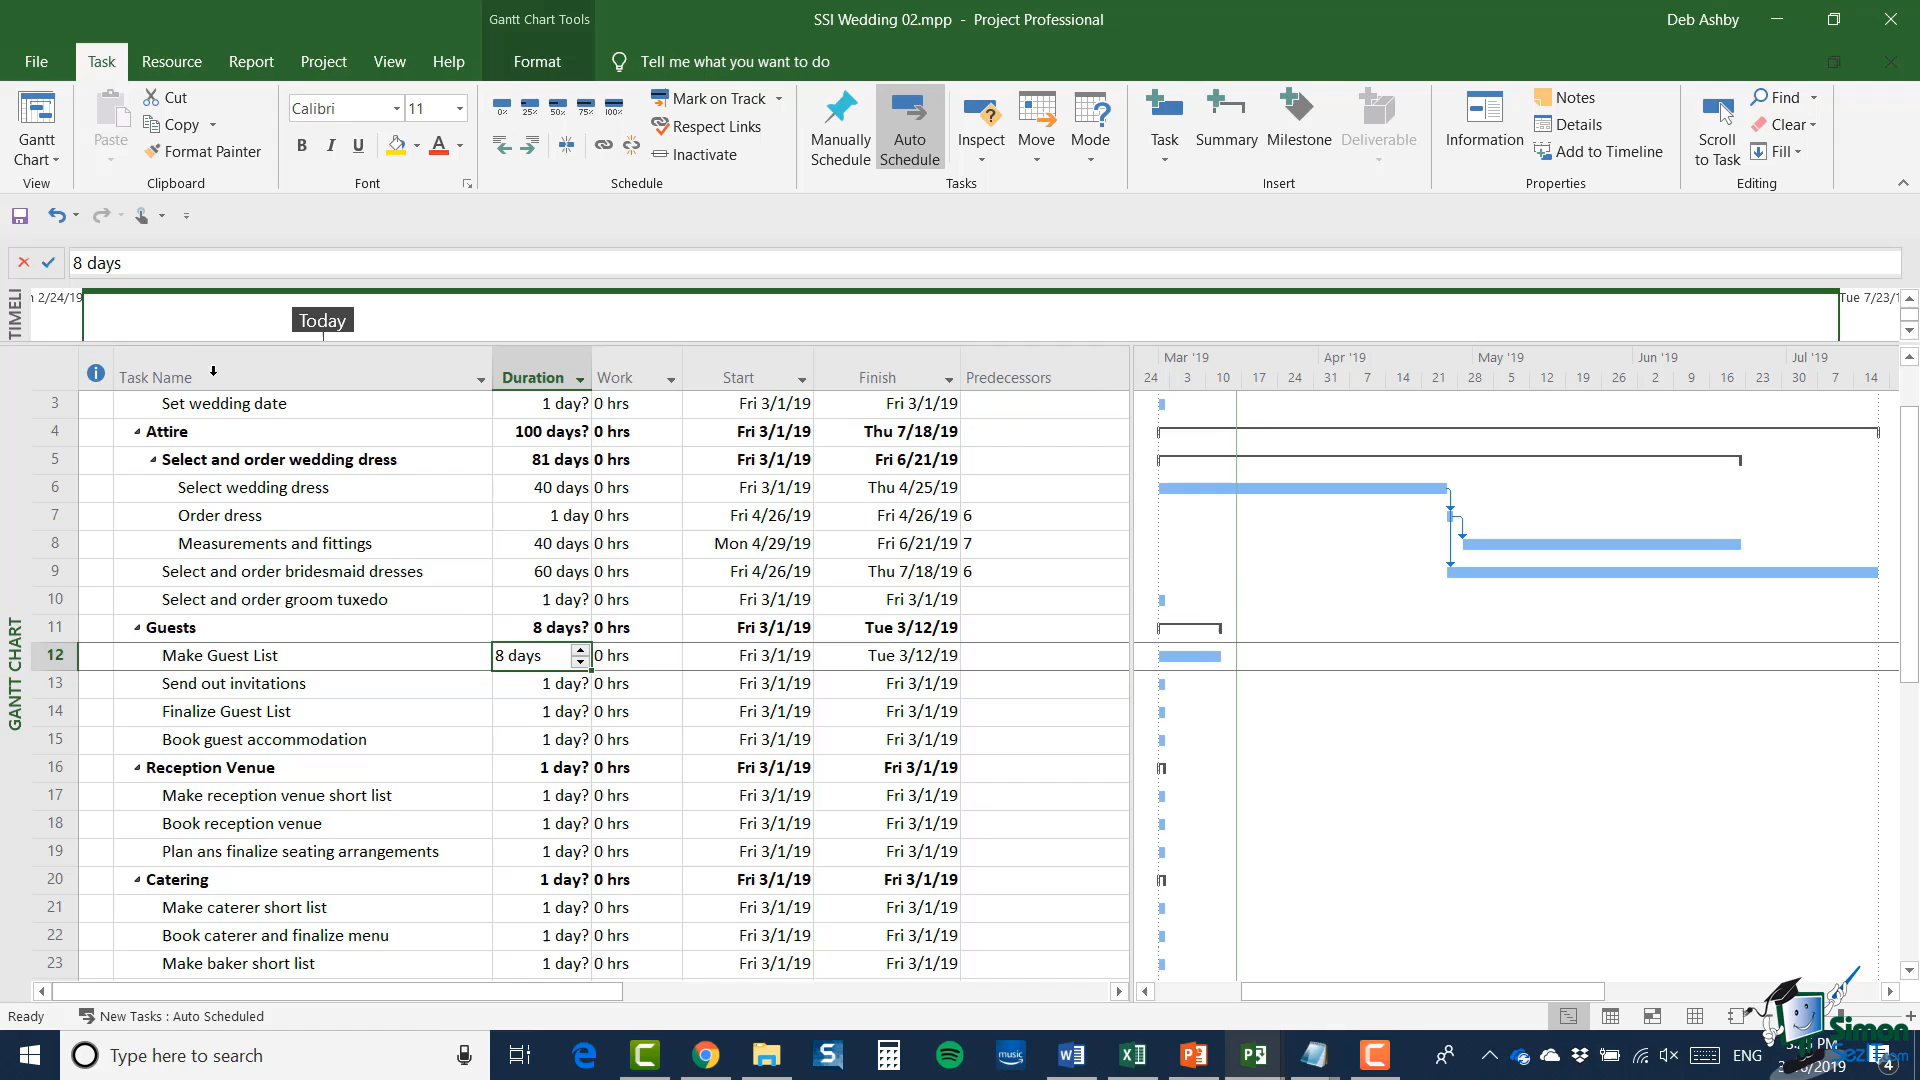 Gantt Chart Tools
SSI Wedding 02.mpp - Project Professional
Deb Ashby
File Task Resource Report Project View Help Format Tell me what you want to do
Gantt Chart
View
Paste
Cut
Copy
Format Painter
Clipboard
Calibri 11
B I U A
Font
0% 25% 50% 75% 100%
Mark on Track
Respect Links
Inactivate
Schedule
Manually Schedule
Auto Schedule
Inspect
Move
Mode
Tasks
Task
Summary
Milestone
Deliverable
Insert
Information
Notes
Details
Add to Timeline
Properties
Scroll to Task
Find
Clear
Fill
Editing
8 days
TIMELI
2/24/19
Today
Tue 7/23/1
GANTT CHART
Task Name Duration Work Start Finish Predecessors
Mar '19 Apr '19 May '19 Jun '19 Jul '19
24 3 10 17 24 31 7 14 21 28 5 12 19 26 2 9 16 23 30 7 14
3 Set wedding date 1 day? 0 hrs Fri 3/1/19 Fri 3/1/19
4 Attire 100 days? 0 hrs Fri 3/1/19 Thu 7/18/19
5 Select and order wedding dress 81 days 0 hrs Fri 3/1/19 Fri 6/21/19
6 Select wedding dress 40 days 0 hrs Fri 3/1/19 Thu 4/25/19
7 Order dress 1 day 0 hrs Fri 4/26/19 Fri 4/26/19 6
8 Measurements and fittings 40 days 0 hrs Mon 4/29/19 Fri 6/21/19 7
9 Select and order bridesmaid dresses 60 days 0 hrs Fri 4/26/19 Thu 7/18/19 6
10 Select and order groom tuxedo 1 day? 0 hrs Fri 3/1/19 Fri 3/1/19
11 Guests 8 days? 0 hrs Fri 3/1/19 Tue 3/12/19
12 Make Guest List 8 days 0 hrs Fri 3/1/19 Tue 3/12/19
13 Send out invitations 1 day? 0 hrs Fri 3/1/19 Fri 3/1/19
14 Finalize Guest List 1 day? 0 hrs Fri 3/1/19 Fri 3/1/19
15 Book guest accommodation 1 day? 0 hrs Fri 3/1/19 Fri 3/1/19
16 Reception Venue 1 day? 0 hrs Fri 3/1/19 Fri 3/1/19
17 Make reception venue short list 1 day? 0 hrs Fri 3/1/19 Fri 3/1/19
18 Book reception venue 1 day? 0 hrs Fri 3/1/19 Fri 3/1/19
19 Plan ans finalize seating arrangements 1 day? 0 hrs Fri 3/1/19 Fri 3/1/19
20 Catering 1 day? 0 hrs Fri 3/1/19 Fri 3/1/19
21 Make caterer short list 1 day? 0 hrs Fri 3/1/19 Fri 3/1/19
22 Book caterer and finalize menu 1 day? 0 hrs Fri 3/1/19 Fri 3/1/19
23 Make baker short list 1 day? 0 hrs Fri 3/1/19 Fri 3/1/19
Ready New Tasks : Auto Scheduled
Type here to search
music
ENG
4
Simon
Sez it
.com